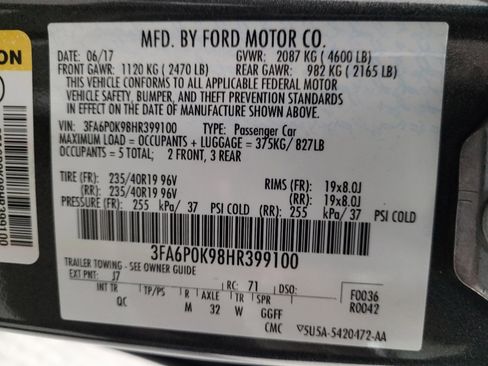 MFD. BY FORD MOTOR CO.
DATE: 06/17 GVWR: 2087 KG ( 4600 LB)
FRONT GAWR: 1120 KG ( 2470 LB) REAR GAWR: 982 KG ( 2165 LB)
THIS VEHICLE CONFORMS TO ALL APPLICABLE FEDERAL MOTOR
VEHICLE SAFETY, BUMPER, AND THEFT PREVENTION STANDARDS
IN EFFECT ON THE DATE OF MANUFACTURE SHOWN ABOVE.
VIN: 3FA6P0K98HR399100 TYPE: Passenger Car
MAXIMUM LOAD = OCCUPANTS + LUGGAGE = 375KG/ 827LB
OCCUPANTS = 5 TOTAL; 2 FRONT, 3 REAR
TIRE (FR): 235/40R19 96V RIMS (FR): 19x8.0J
(RR): 235/40R19 96V (RR): 19x8.0J
PRESSURE (FR): 255 kPa/ 37 PSI COLD (RR): 255 kPa/ 37 PSI COLD
3FA6P0K98HR399100
TRAILER TOWING - SEE OWNER GUIDE
EXT PNT: J7 RC: 71 DSO: F0036
INT TR TP/PS R AXLE TR SPR R0042
QC M 32 W GGFF
CMC 5USA-5420472-AA